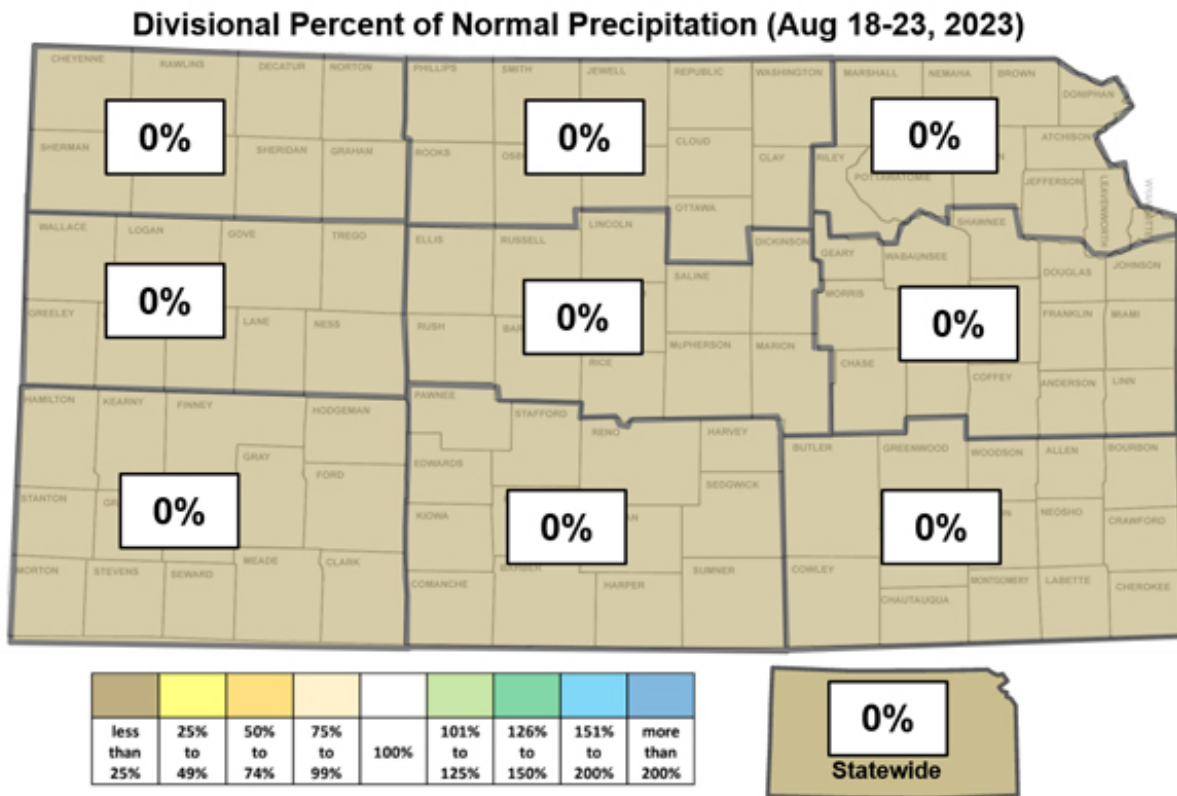 Divisional Percent of Normal Precipitation (Aug 18-23, 2023)
CHEYENNE RAWLINS DECATUR NORTON PHILLIPS SMITH JEWELL REPUBLIC WASHINGTON MARSHALL NEMAHA BROWN
DONIPHAN
0% 0% 0%
SHERMAN SHERIDAN GRAHAM ROOKS CLOUD CLAY RILEY ATCHISON
POTTAWATOMIE JEFFERSON LEAVENWORTH
OTTAWA
WALLACE LOGAN GOVE TREGO ELLIS RUSSELL LINCOLN DICKINSON GEARY WABAUNSEE SHAWNEE
SALINE DOUGLAS JOHNSON
0% 0% 0%
GREELEY LANE NESS RUSH RICE McPHERSON MARION MORRIS FRANKLIN MIAMI
CHASE COFFEY ANDERSON LINN
HAMILTON KEARNY FINNEY HODGEMAN PAWNEE STAFFORD RENO HARVEY BUTLER GREENWOOD WOODSON ALLEN BOURBON
GRAY FORD EDWARDS SEDGWICK
0% 0% 0%
STANTON KIOWA NEOSHO CRAWFORD
MORTON STEVENS SEWARD MEADE CLARK COMANCHE BARBER HARPER SUMNER COWLEY MONTGOMERY LABETTE CHEROKEE
CHAUTAUQUA
less 25% 50% 75% 101% 126% 151% more
than to to to 100% to to to than
25% 49% 74% 99% 125% 150% 200% 200%
0%
Statewide